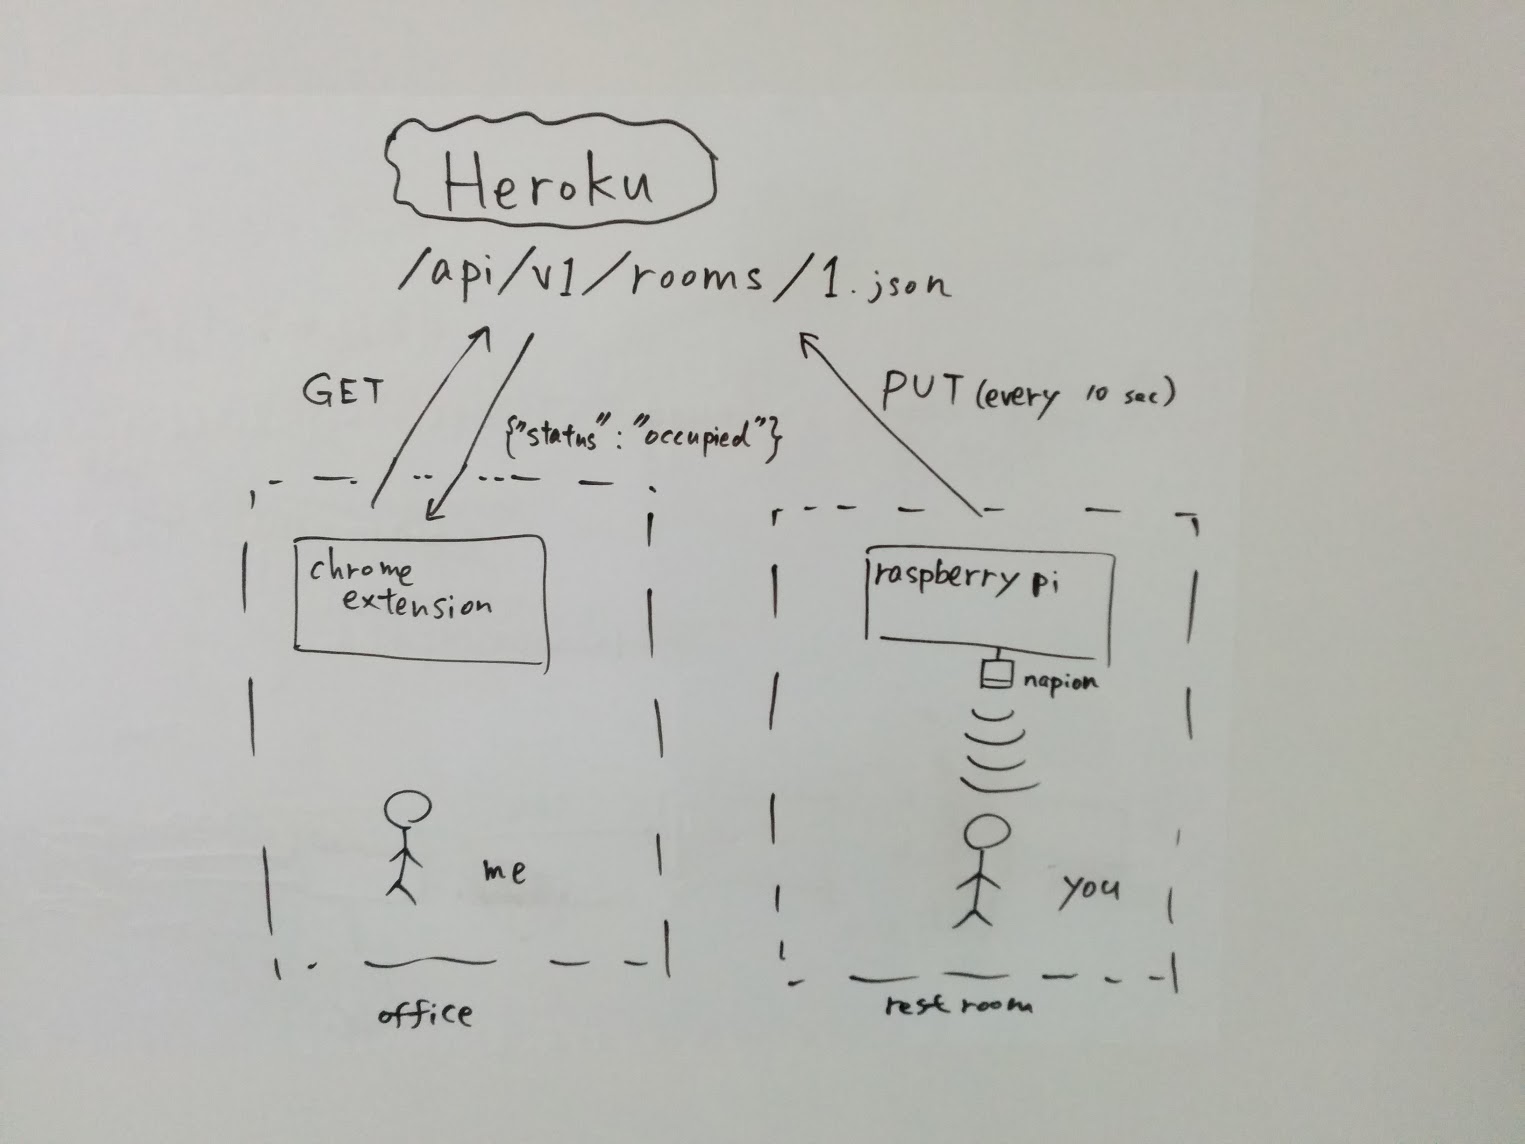 Heroku
/api/v1/rooms/1.json
GET
PUT (every 10 sec)
{"status": "occupied"}
chrome
extension
raspberry pi
napion
me
you
office
rest room